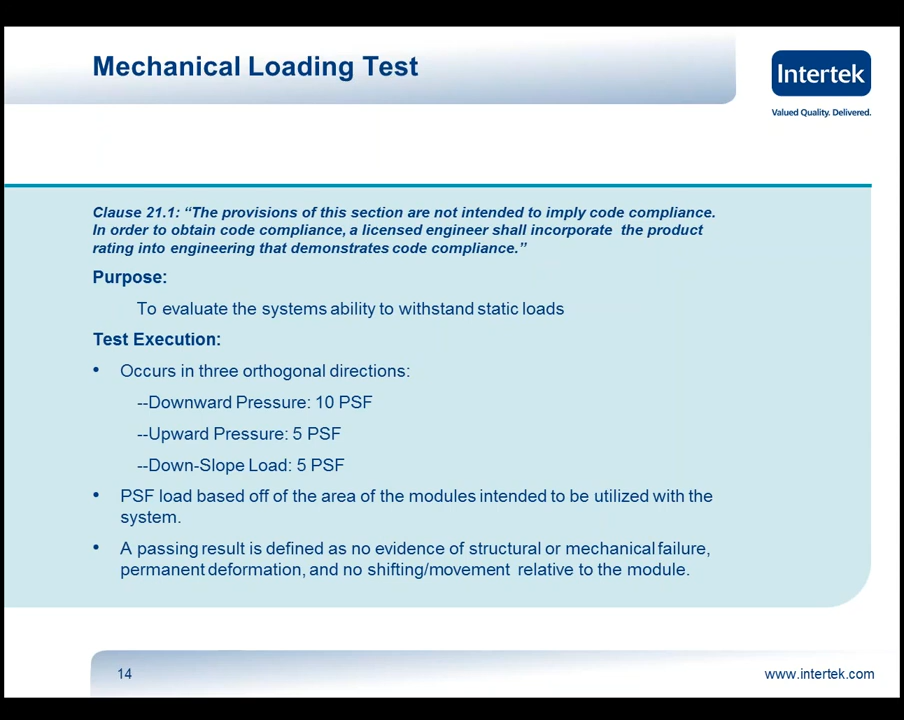 Mechanical Loading Test
Intertek
Valued Quality. Delivered.
Clause 21.1: “The provisions of this section are not intended to imply code compliance.
In order to obtain code compliance, a licensed engineer shall incorporate the product
rating into engineering that demonstrates code compliance.”
Purpose:
To evaluate the systems ability to withstand static loads
Test Execution:
• Occurs in three orthogonal directions:
--Downward Pressure: 10 PSF
--Upward Pressure: 5 PSF
--Down-Slope Load: 5 PSF
• PSF load based off of the area of the modules intended to be utilized with the
system.
• A passing result is defined as no evidence of structural or mechanical failure,
permanent deformation, and no shifting/movement relative to the module.
14
www.intertek.com